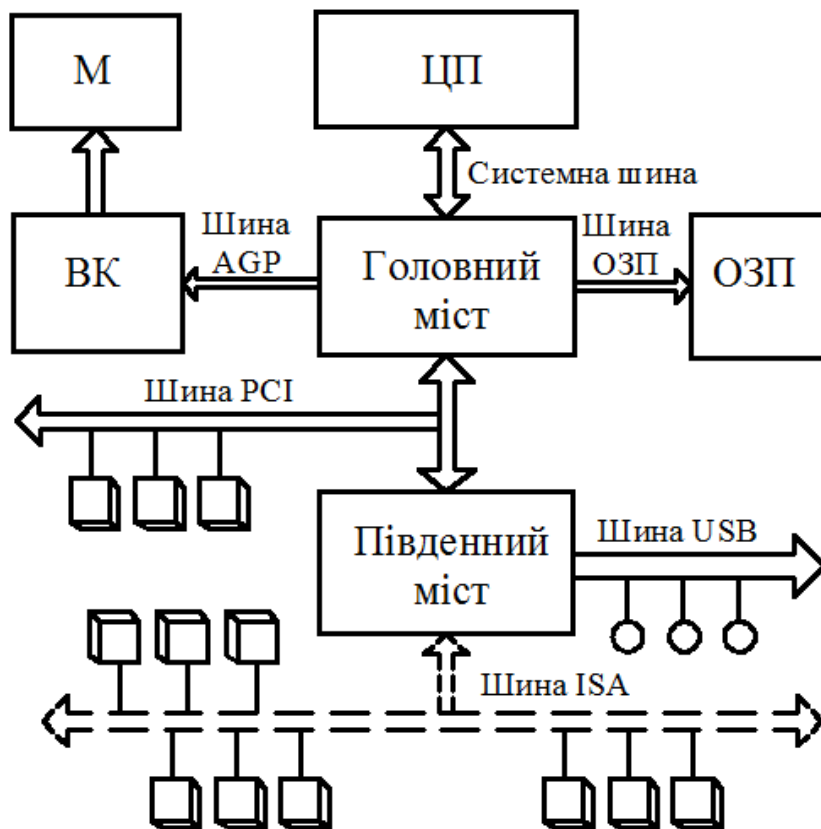 М
ЦП
Системна шина
ВК
Шина
AGP
Головний
міст
Шина
ОЗП
ОЗП
Шина PCI
Південний
міст
Шина USB
Шина ISA